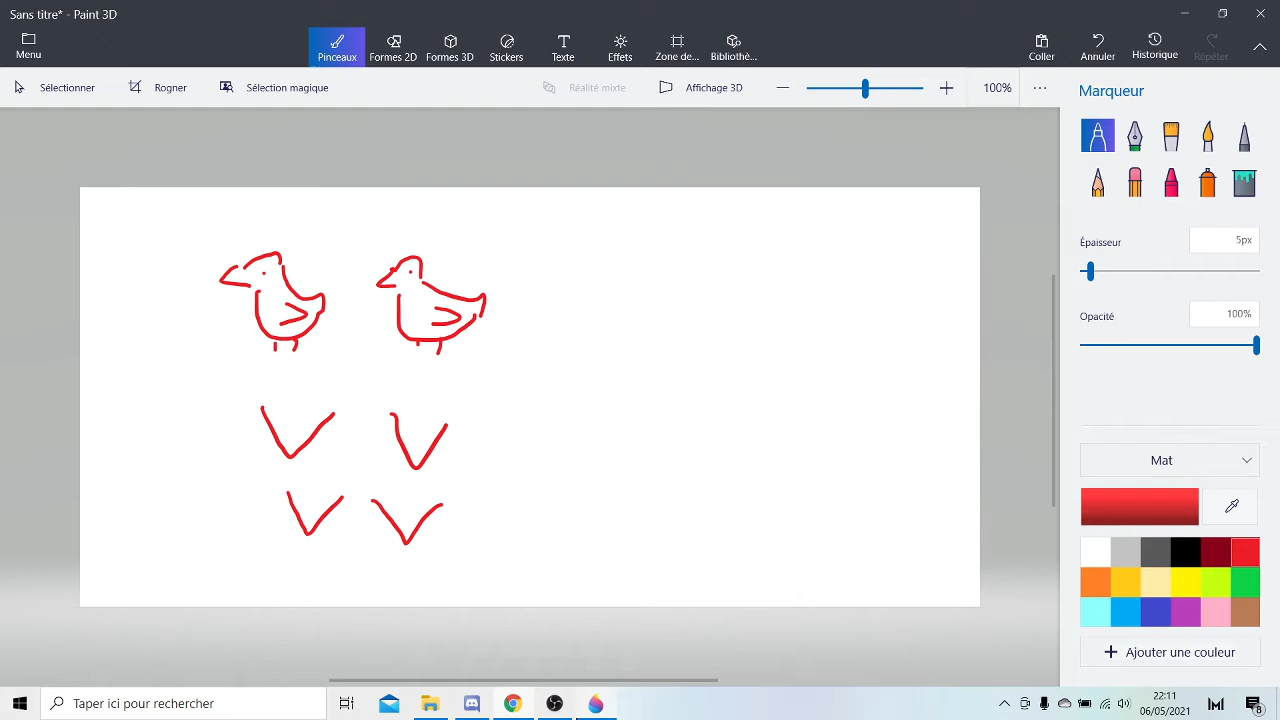 Sans titre* - Paint 3D
Menu
Pinceaux
Formes 2D
Formes 3D
Stickers
Texte
Effets
Zone de...
Bibliothè...
Coller
Annuler
Historique
Répéter
Sélectionner
Rogner
Sélection magique
Réalité mixte
Affichage 3D
100%
Marqueur
Épaisseur
5px
Opacité
100%
Mat
Ajouter une couleur
Taper ici pour rechercher
22:11
06/05/2021
8